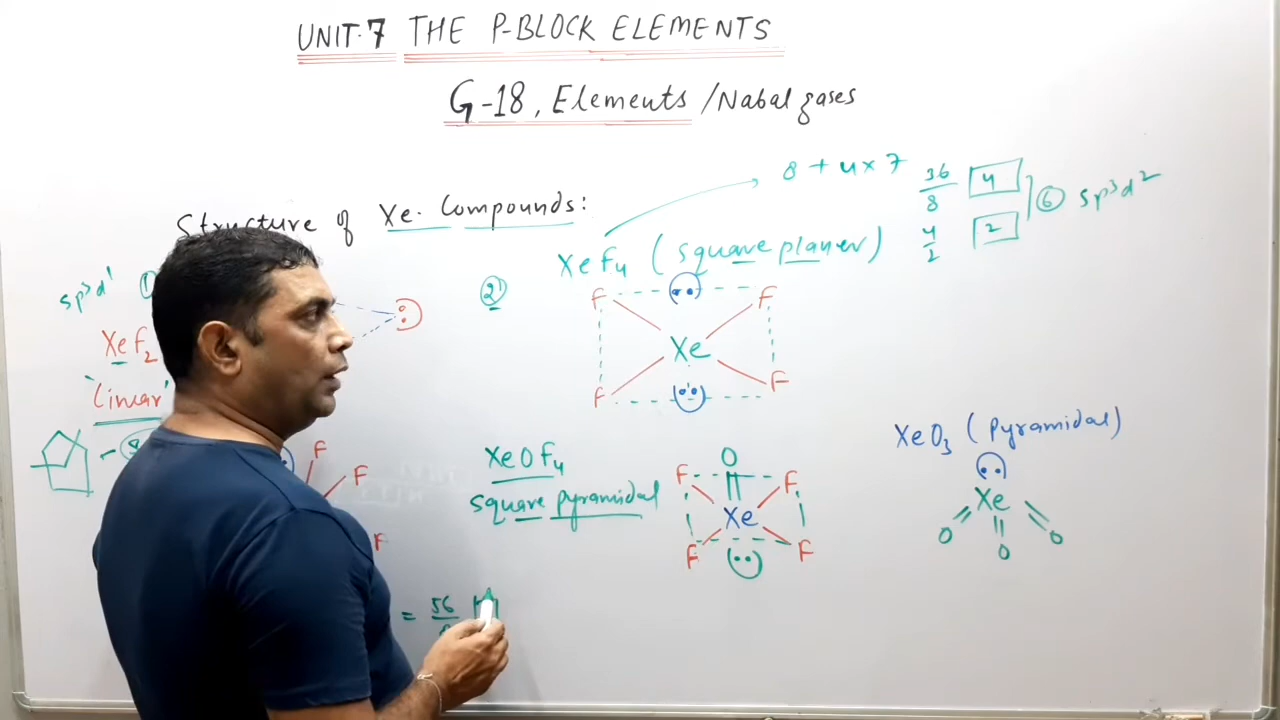 UNIT.7 THE P-BLOCK ELEMENTS
G-18, Elements /Nabal gases
Structure of Xe. Compounds:
8 + 4 × 7
36/8 4
4/2 2
6 sp³d²
sp³d¹ 1
XeF₂
'Linear'
2 XeF₄ (square planer)
F F
Xe
F F
F
F
F
XeOF₄
square pyramidal
O
F F
Xe
F F
XeO₃ (Pyramidal)
Xe
O O O
= 56